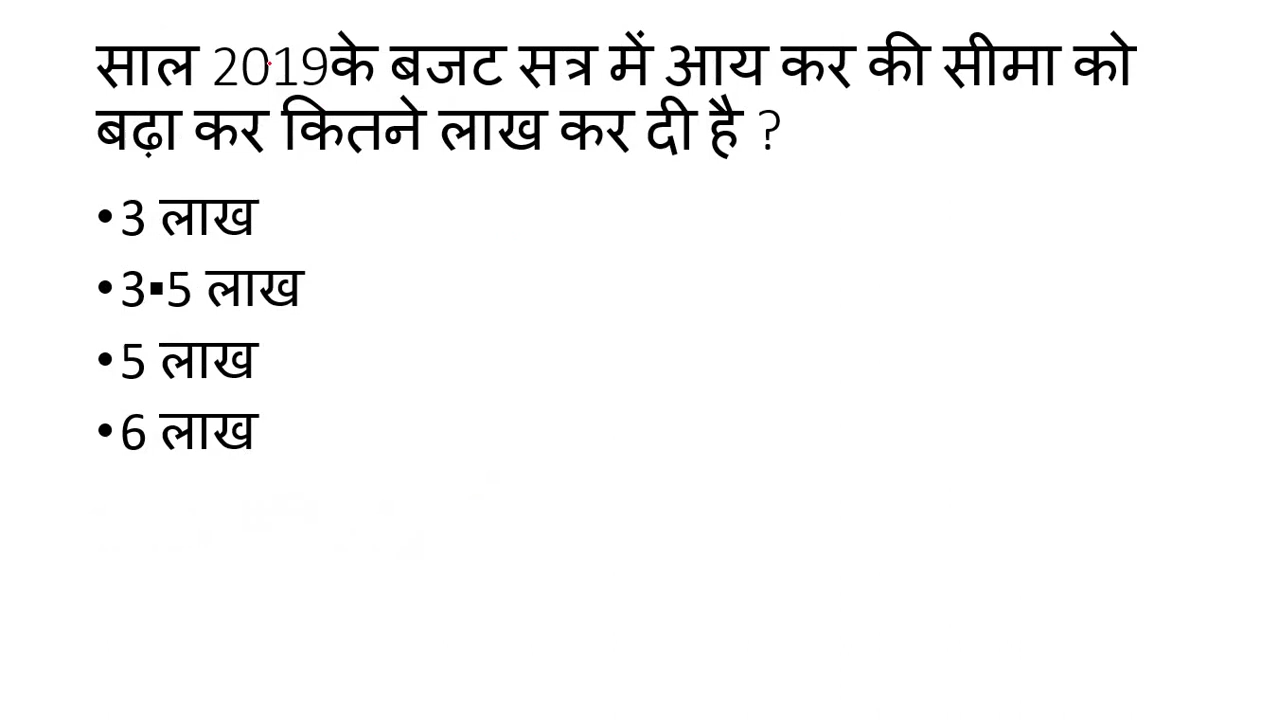 साल 2019के बजट सत्र में आय कर की सीमा को
बढ़ा कर कितने लाख कर दी है ?
•3 लाख
•3▪5 लाख
•5 लाख
•6 लाख